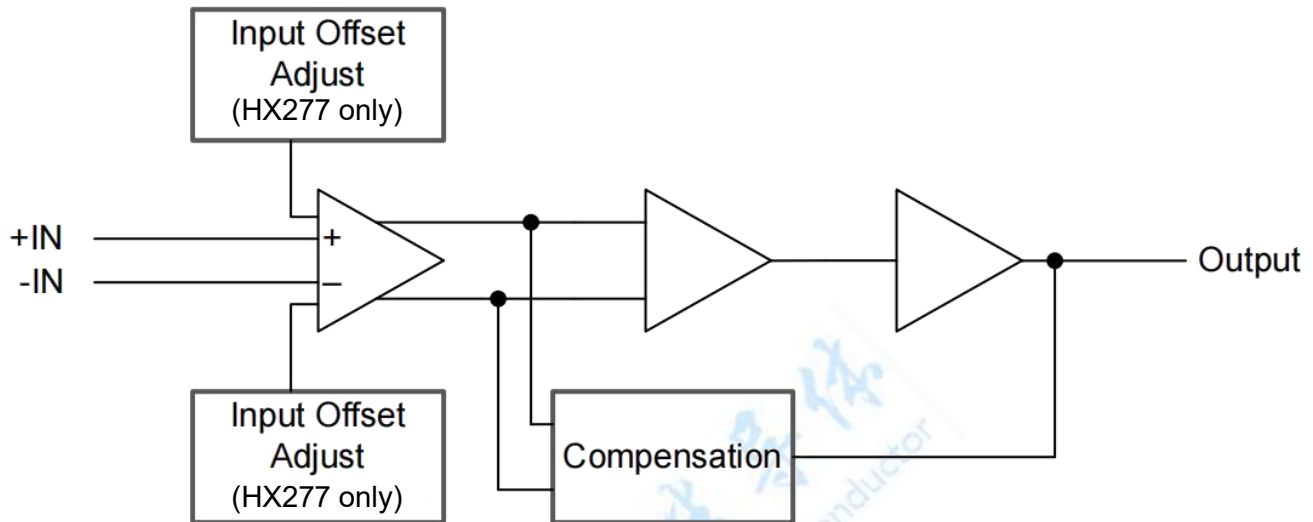 Input Offset
Adjust
(HX277 only)
+IN
-IN
+
−
Output
Input Offset
Adjust
(HX277 only)
Compensation